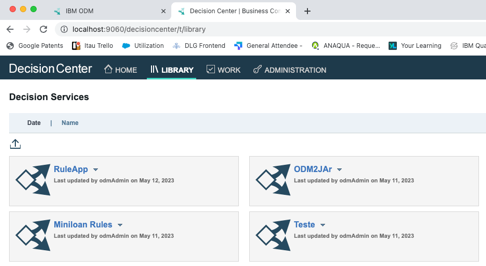 IBM ODM
Decision Center | Business Con
localhost:9060/decisioncenter/t/library
Google Patents
Itau Trello
Utilization
DLG Frontend
General Attendee -
ANAQUA - Reque...
Your Learning
IBM Qua
Decision Center
HOME
LIBRARY
WORK
ADMINISTRATION
Decision Services
Date | Name
RuleApp
Last updated by odmAdmin on May 12, 2023
ODM2JAr
Last updated by odmAdmin on May 11, 2023
Miniloan Rules
Last updated by odmAdmin on May 11, 2023
Teste
Last updated by odmAdmin on May 11, 2023